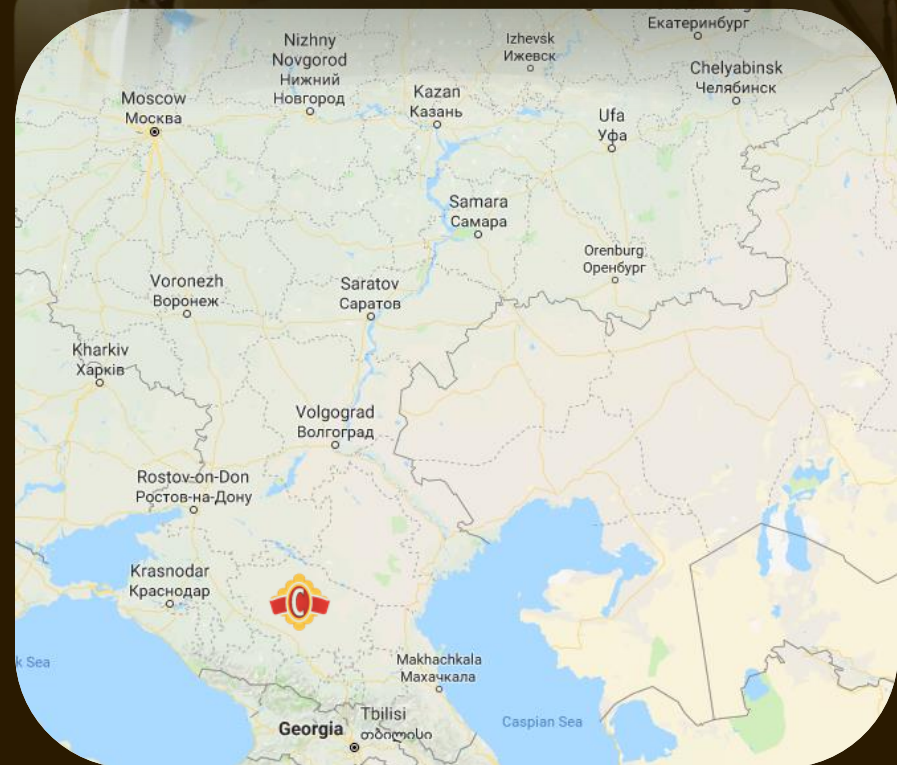 Екатеринбург
Izhevsk
Ижевск
Nizhny
Novgorod
Нижний
Новгород
Chelyabinsk
Челябинск
Kazan
Казань
Moscow
Москва
Ufa
Уфа
Samara
Самара
Orenburg
Оренбург
Voronezh
Воронеж
Saratov
Саратов
Kharkiv
Харків
Volgograd
Волгоград
Rostov-on-Don
Ростов-на-Дону
Krasnodar
Краснодар
С
Makhachkala
Махачкала
k Sea
Tbilisi
თბილისი
Georgia
Caspian Sea